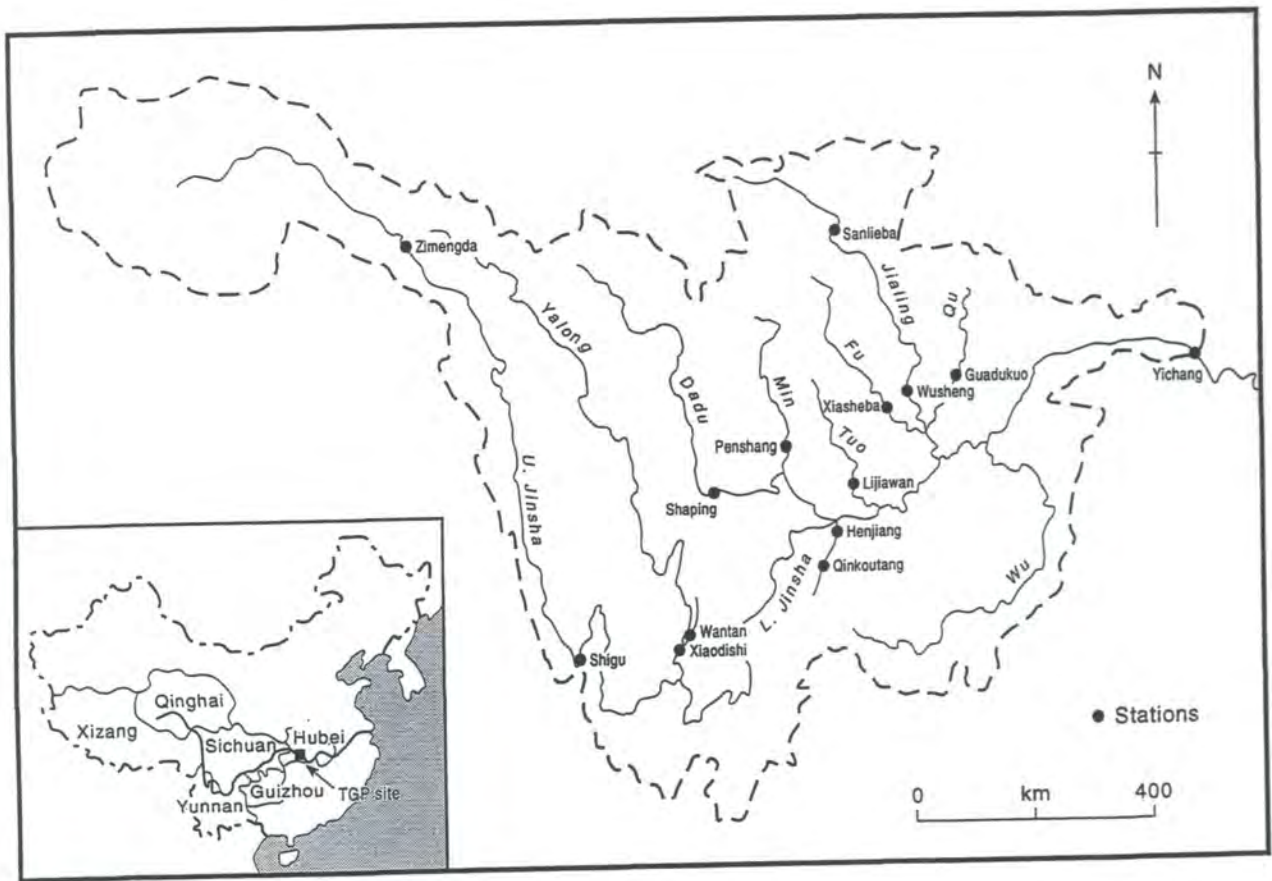 N
Zimengda
Sanlieba
Jialing
Qu
Yalong
Fu
Guadukuo
Yichang
Dadu
Min
Wusheng
Xiasheba
Penshang
Tuo
U. Jinsha
Lijiawan
Shaping
Henjiang
Qinkoutang
L. Jinsha
Wu
Wantan
Xiaodishi
Shigu
Stations
0 km 400
Qinghai
Xizang
Sichuan
Hubei
Guizhou
TGP site
Yunnan